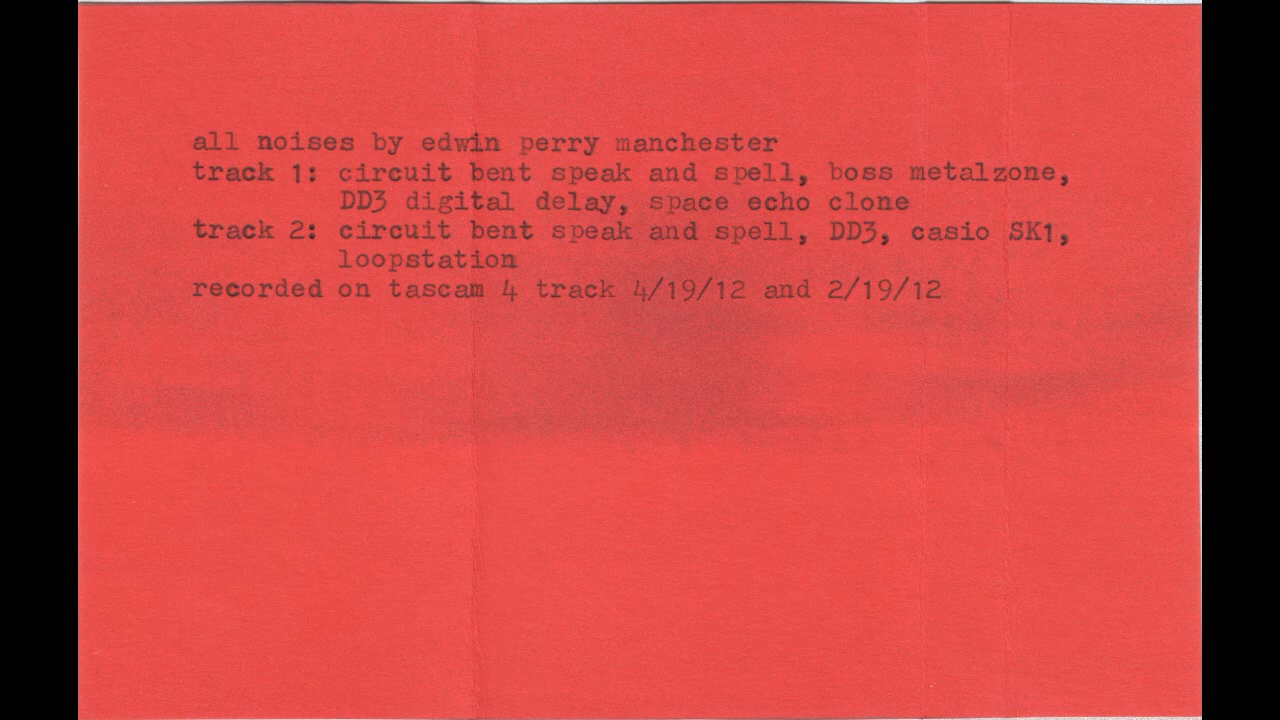 all noises by edwin perry manchester
track 1: circuit bent speak and spell, boss metalzone,
DD3 digital delay, space echo clone
track 2: circuit bent speak and spell, DD3, casio SK1,
loopstation
recorded on tascam 4 track 4/19/12 and 2/19/12